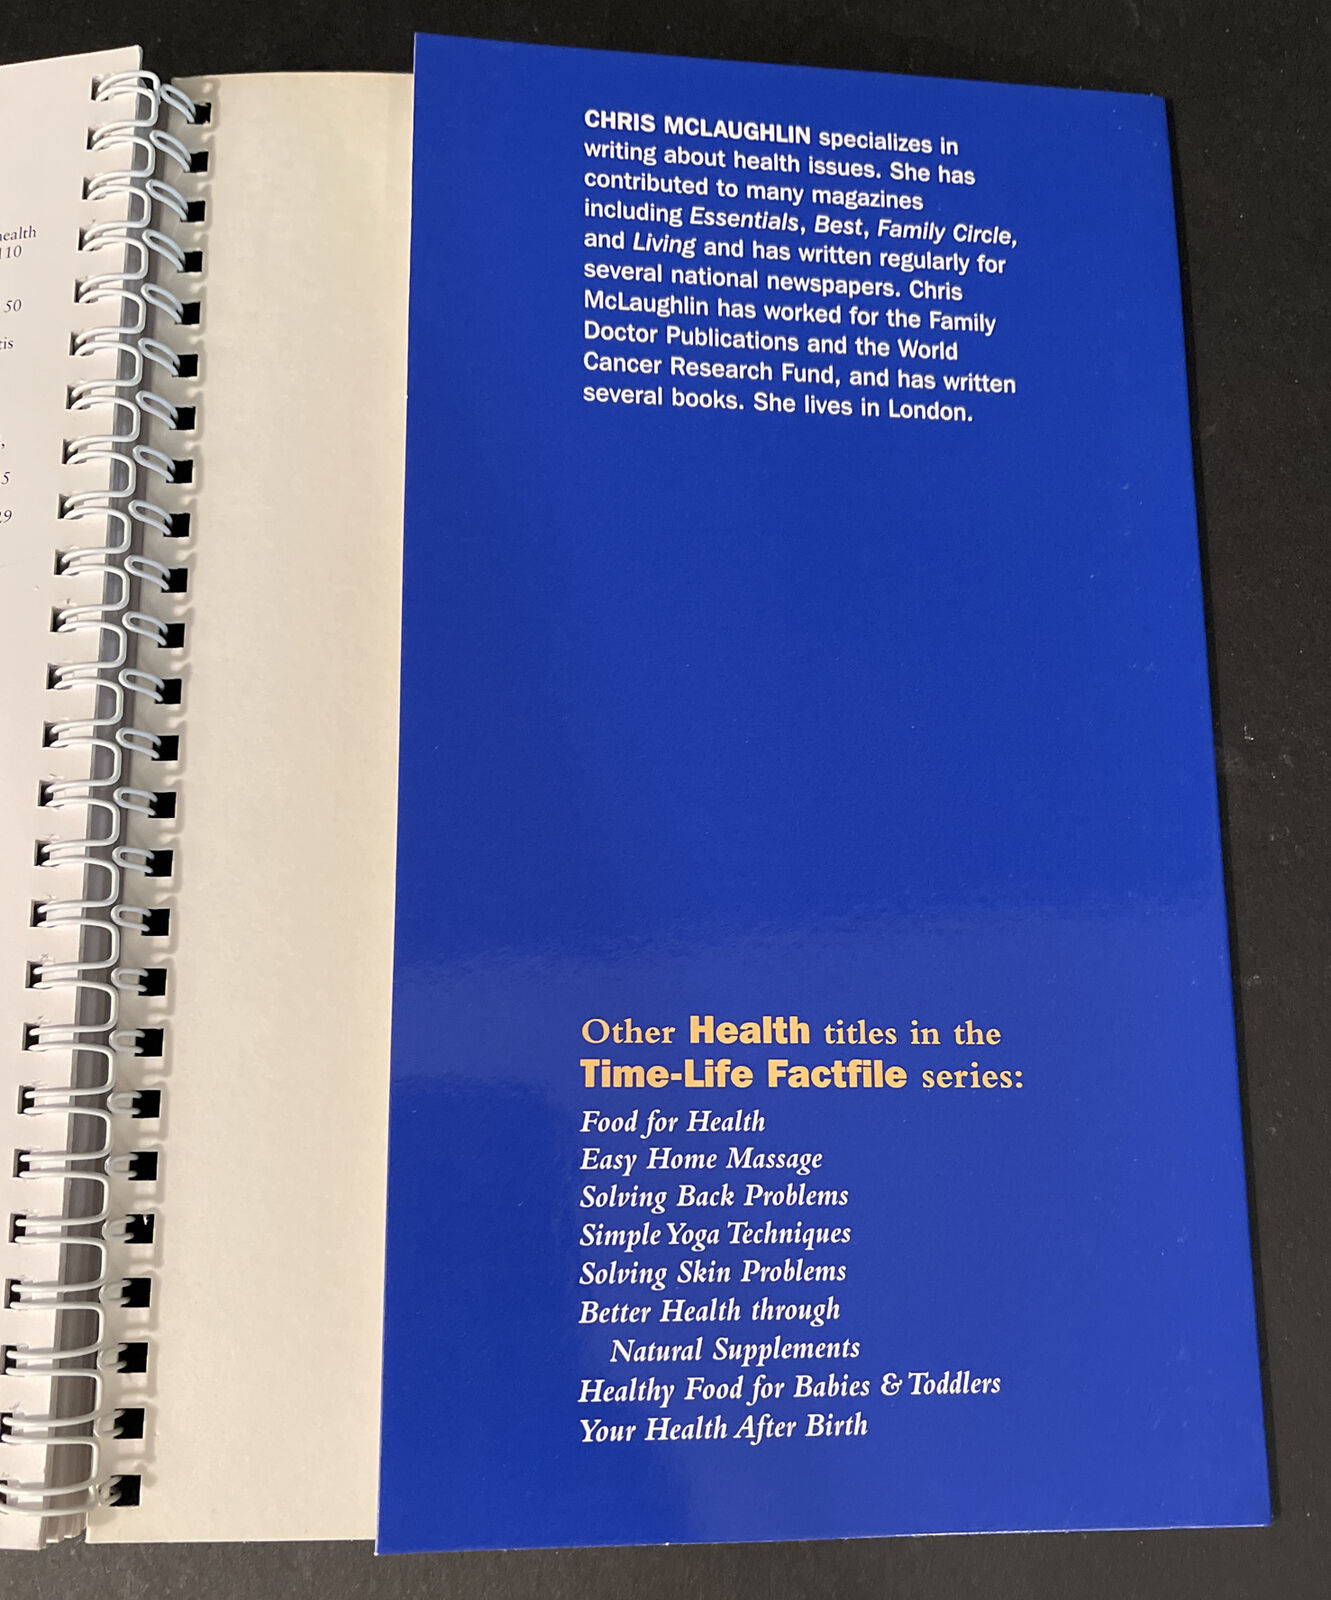 110
50
5
CHRIS MCLAUGHLIN specializes in
writing about health issues. She has
contributed to many magazines
including Essentials, Best, Family Circle,
and Living and has written regularly for
several national newspapers. Chris
McLaughlin has worked for the Family
Doctor Publications and the World
Cancer Research Fund, and has written
several books. She lives in London.
Other Health titles in the
Time-Life Factfile series:
Food for Health
Easy Home Massage
Solving Back Problems
Simple Yoga Techniques
Solving Skin Problems
Better Health through
Natural Supplements
Healthy Food for Babies & Toddlers
Your Health After Birth